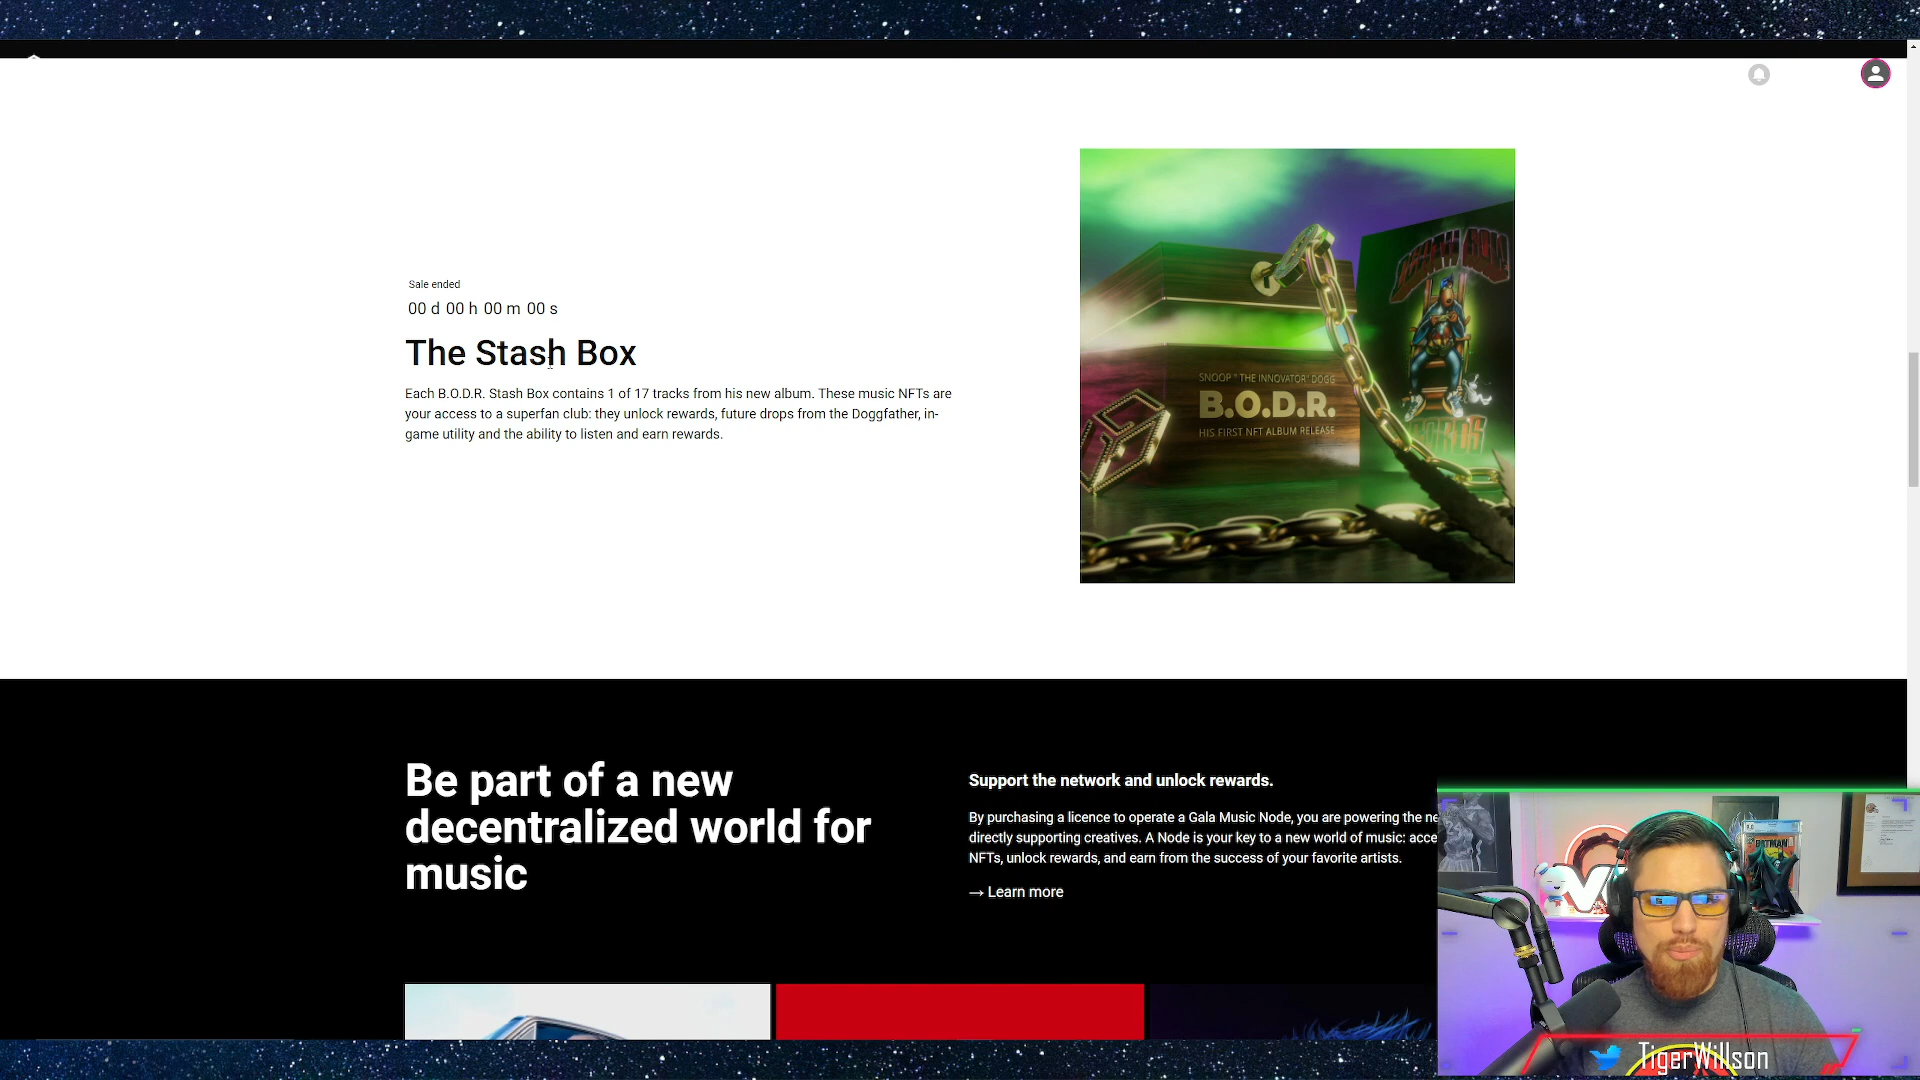 Sale ended
00 d 00 h 00 m 00 s
The Stash Box
Each B.O.D.R. Stash Box contains 1 of 17 tracks from his new album. These music NFTs are
your access to a superfan club: they unlock rewards, future drops from the Doggfather, in-
game utility and the ability to listen and earn rewards.
SNOOP "THE INNOVATOR" DOGG
B.O.D.R.
HIS FIRST NFT ALBUM RELEASE
DEATH ROW
Be part of a new
decentralized world for
music
Support the network and unlock rewards.
By purchasing a licence to operate a Gala Music Node, you are powering the ne
directly supporting creatives. A Node is your key to a new world of music: acce
NFTs, unlock rewards, and earn from the success of your favorite artists.
→ Learn more
BATMAN
TigerWillson